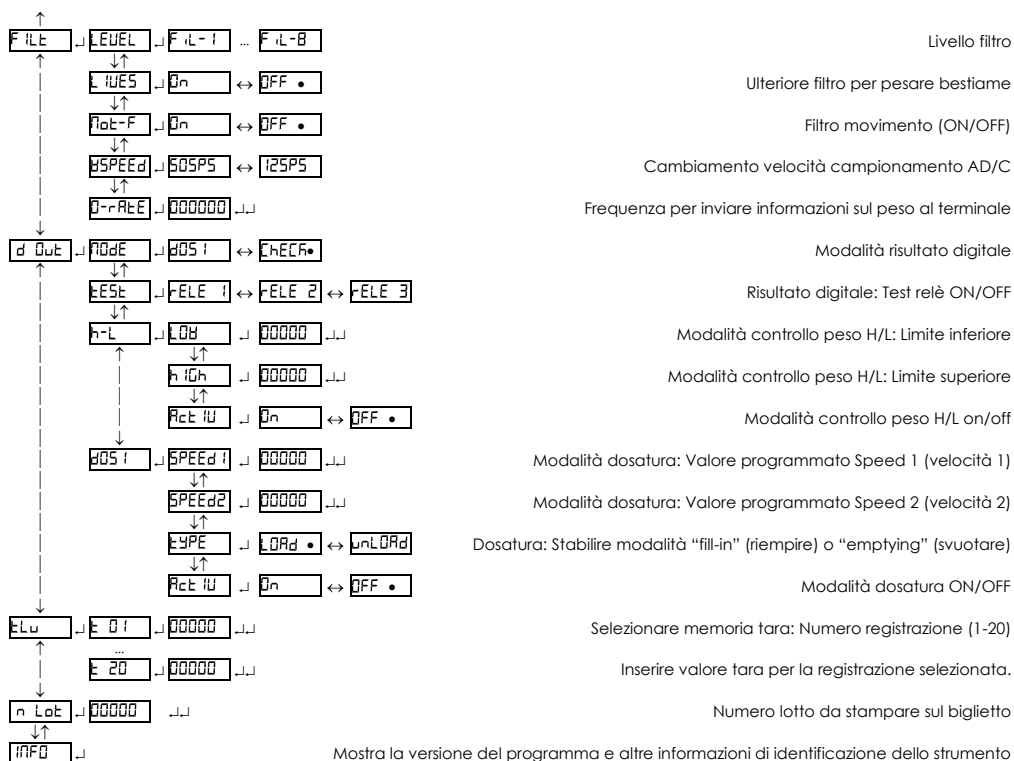 FILt LEVEL FiL-1 ... FiL-8 Livello filtro
LIVES On ↔ OFF • Ulteriore filtro per pesare bestiame
Mot-F On ↔ OFF • Filtro movimento (ON/OFF)
SPEEd 50SPS ↔ 12SPS Cambiamento velocità campionamento AD/C
O-rAtE 000000 Frequenza per inviare informazioni sul peso al terminale
d Out MOdE dOS1 ↔ ChECK• Modalità risultato digitale
tESt rELE 1 ↔ rELE 2 ↔ rELE 3 Risultato digitale: Test relè ON/OFF
h-L LOW 00000 Modalità controllo peso H/L: Limite inferiore
hIGh 00000 Modalità controllo peso H/L: Limite superiore
ActIV On ↔ OFF • Modalità controllo peso H/L on/off
dOS1 SPEEd1 00000 Modalità dosatura: Valore programmato Speed 1 (velocità 1)
SPEEd2 00000 Modalità dosatura: Valore programmato Speed 2 (velocità 2)
tYPE LOAd • ↔ unLOAd Dosatura: Stabilire modalità “fill-in” (riempire) o “emptying” (svuotare)
ActIV On ↔ OFF • Modalità dosatura ON/OFF
tLu t 01 00000 Selezionare memoria tara: Numero registrazione (1-20)
...
t 20 00000 Inserire valore tara per la registrazione selezionata.
n Lot 00000 Numero lotto da stampare sul biglietto
INFO Mostra la versione del programma e altre informazioni di identificazione dello strumento